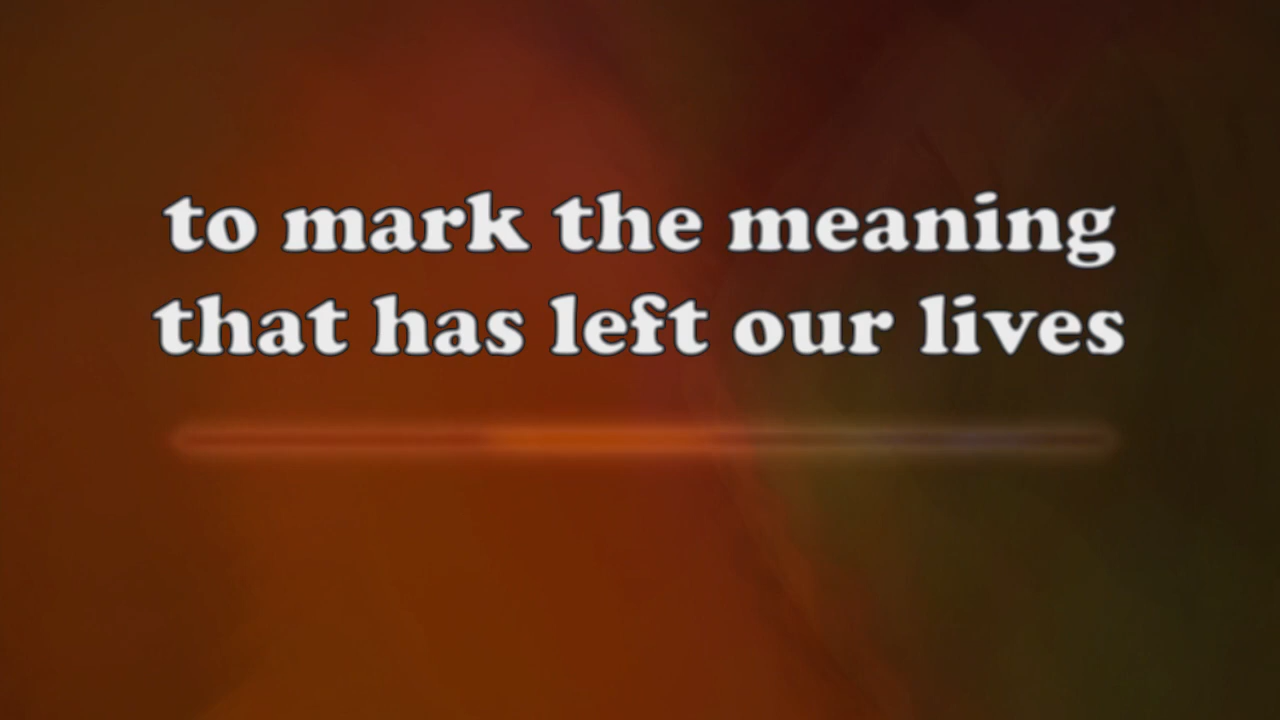 to mark the meaning
that has left our lives